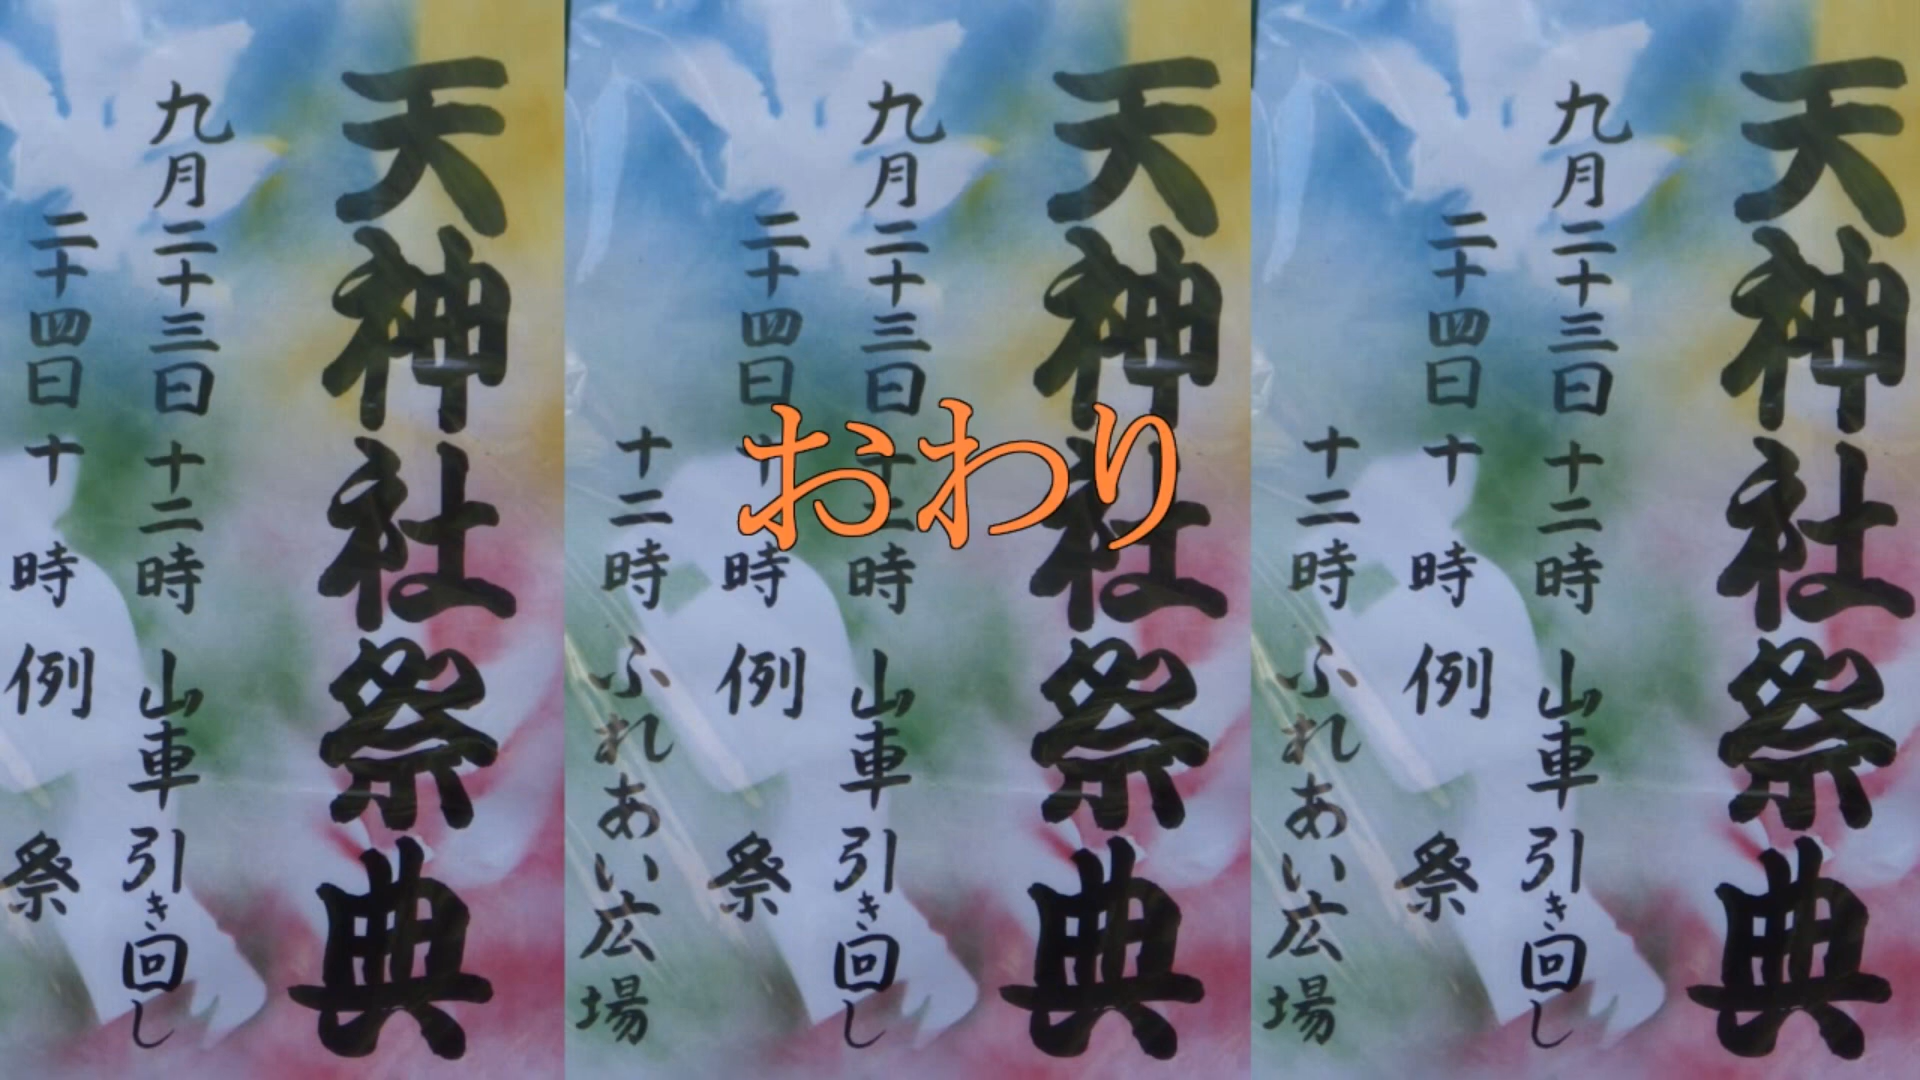 天神社祭典
九月二十三日 十二時 山車引き回し
二十四日 十時 例祭
十二時 ふれあい広場
おわり
天神社祭典
九月二十三日 十二時 山車引き回し
二十四日 十時 例祭
十二時 ふれあい広場
天神社祭典
九月二十三日 十二時 山車引き回し
二十四日 十時 例祭